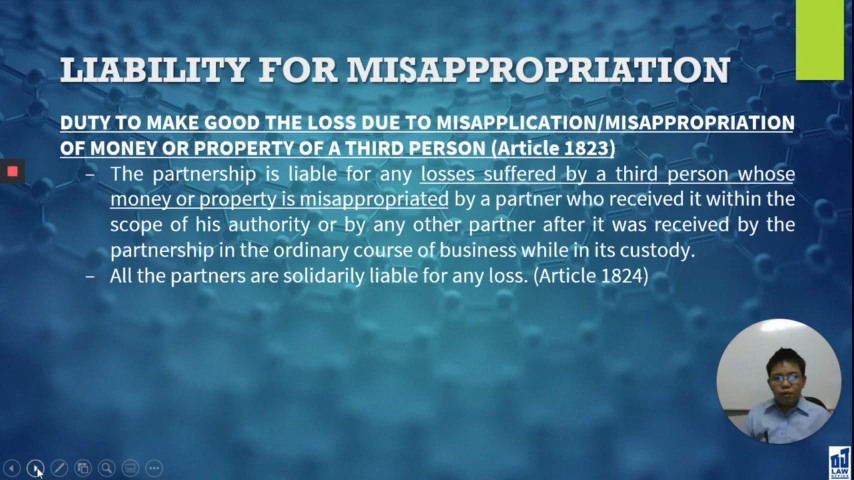 LIABILITY FOR MISAPPROPRIATION
DUTY TO MAKE GOOD THE LOSS DUE TO MISAPPLICATION/MISAPPROPRIATION
OF MONEY OR PROPERTY OF A THIRD PERSON (Article 1823)
– The partnership is liable for any losses suffered by a third person whose
money or property is misappropriated by a partner who received it within the
scope of his authority or by any other partner after it was received by the
partnership in the ordinary course of business while in its custody.
– All the partners are solidarily liable for any loss. (Article 1824)
LAW